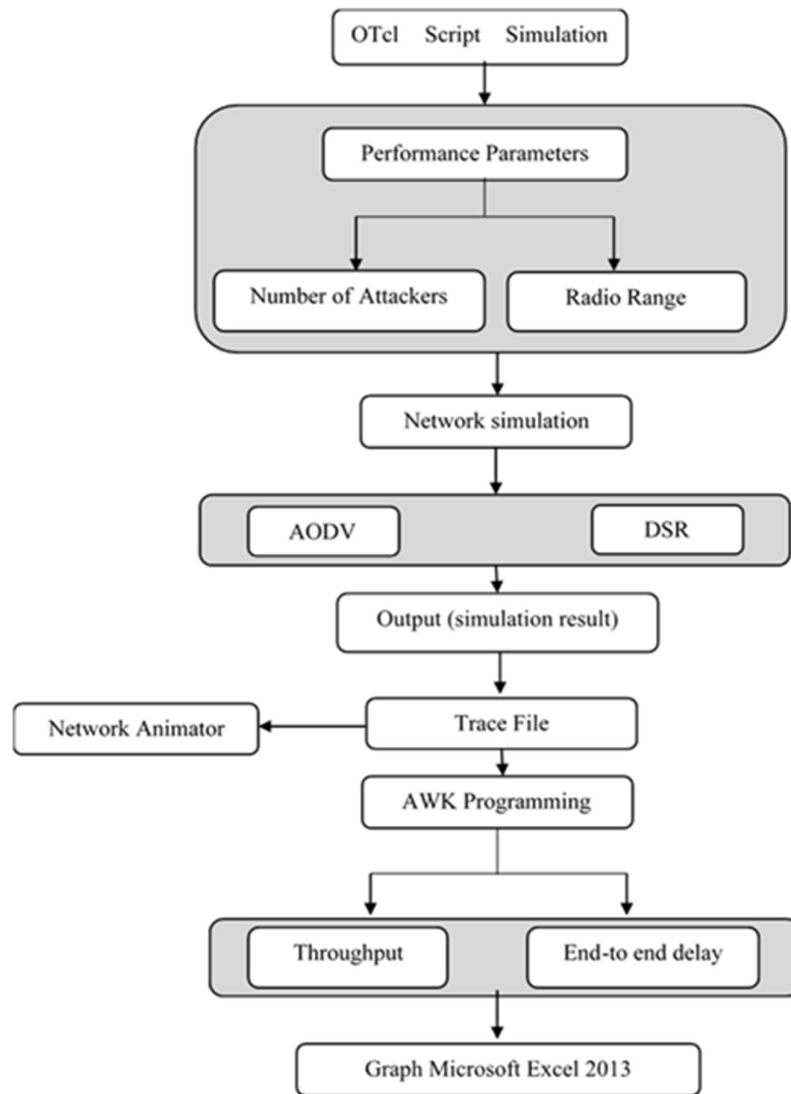 OTcl Script Simulation
Performance Parameters
Number of Attackers
Radio Range
Network simulation
AODV
DSR
Output (simulation result)
Network Animator
Trace File
AWK Programming
Throughput
End-to end delay
Graph Microsoft Excel 2013